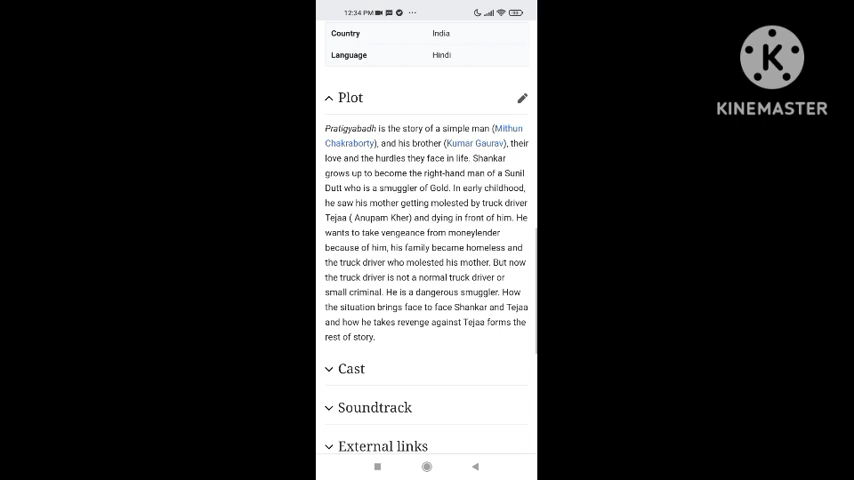 12:34 PM
Country India
Language Hindi
Plot
Pratigyabadh is the story of a simple man (Mithun
Chakraborty), and his brother (Kumar Gaurav), their
love and the hurdles they face in life. Shankar
grows up to become the right-hand man of a Sunil
Dutt who is a smuggler of Gold. In early childhood,
he saw his mother getting molested by truck driver
Tejaa ( Anupam Kher) and dying in front of him. He
wants to take vengeance from moneylender
because of him, his family became homeless and
the truck driver who molested his mother. But now
the truck driver is not a normal truck driver or
small criminal. He is a dangerous smuggler. How
the situation brings face to face Shankar and Tejaa
and how he takes revenge against Tejaa forms the
rest of story.
Cast
Soundtrack
External links
K
KINEMASTER